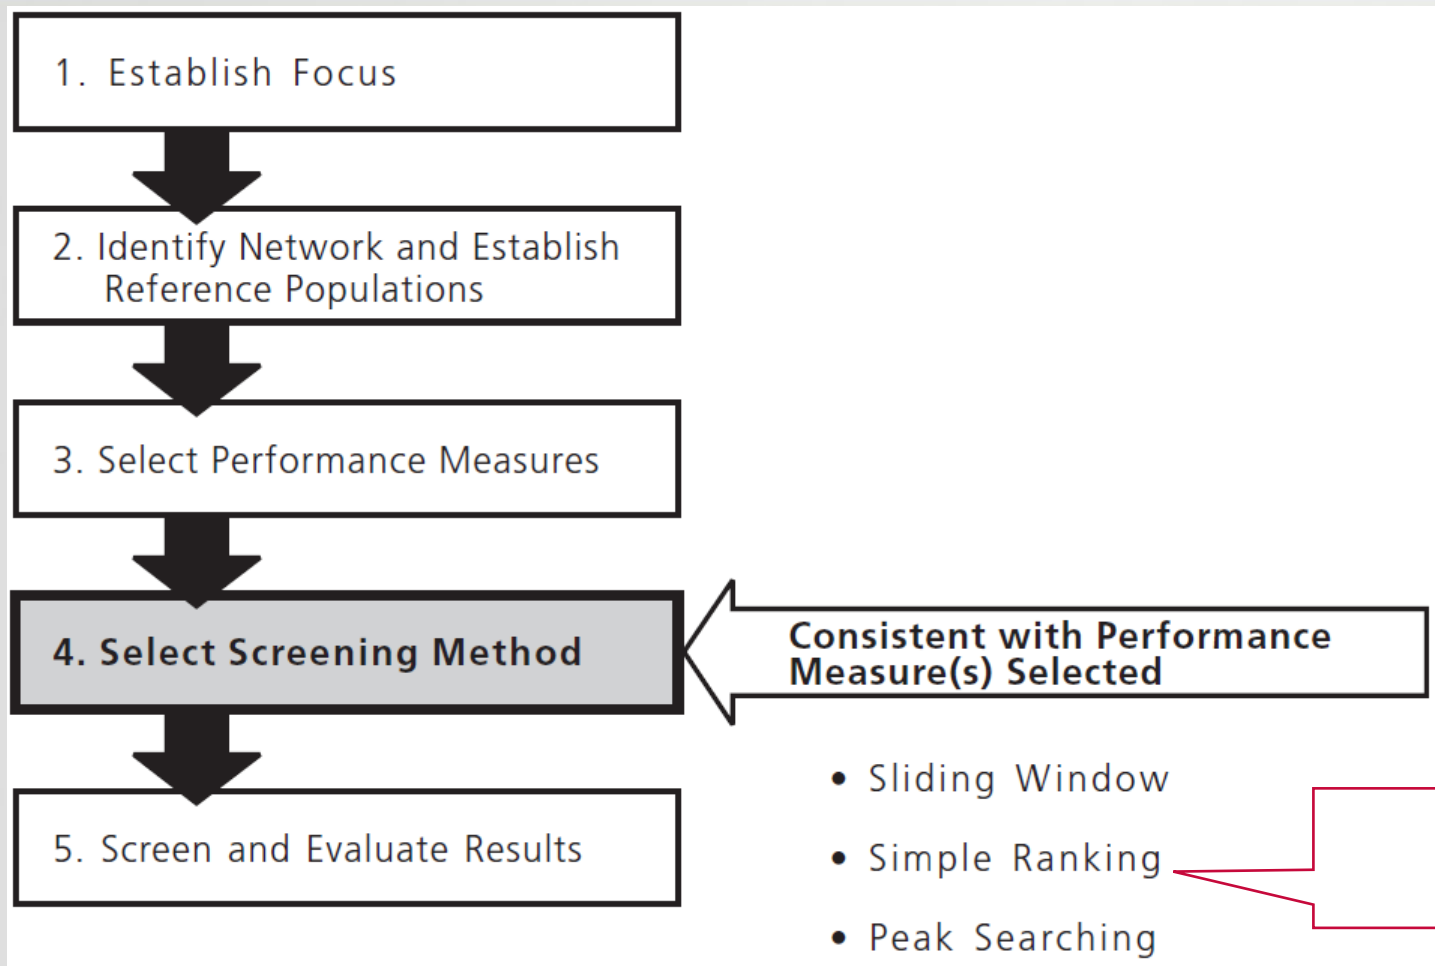 1. Establish Focus
2. Identify Network and Establish
Reference Populations
3. Select Performance Measures
4. Select Screening Method
Consistent with Performance
Measure(s) Selected
• Sliding Window
5. Screen and Evaluate Results
• Simple Ranking
• Peak Searching